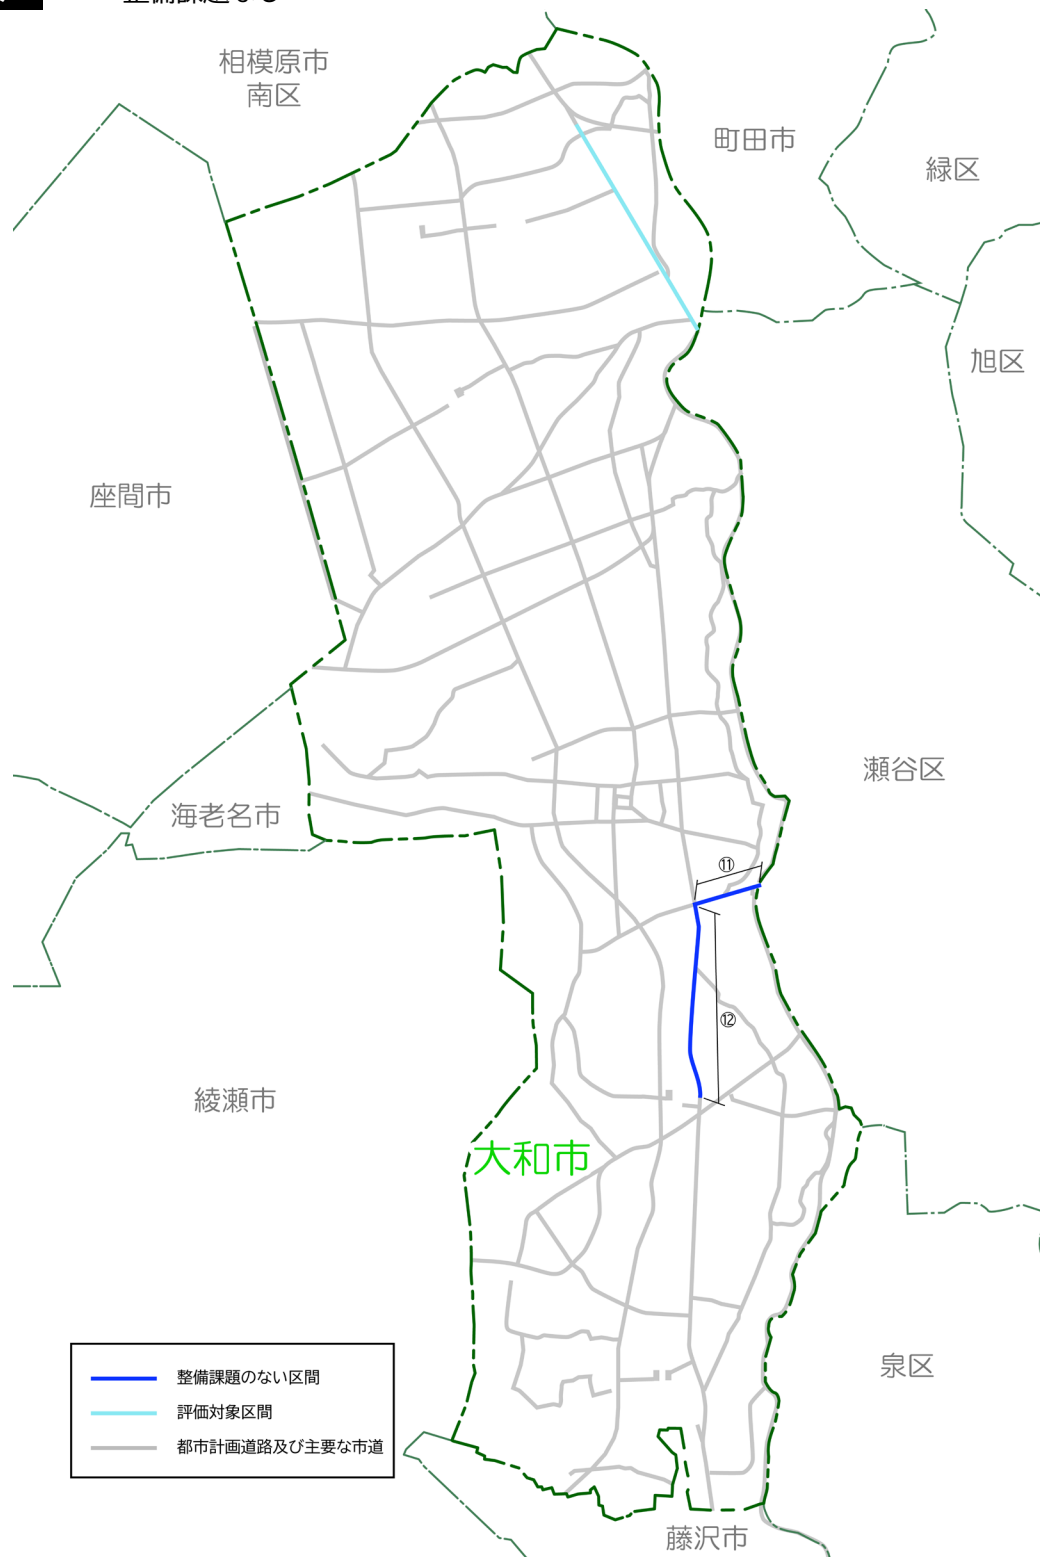 相模原市
南区
町田市
緑区
旭区
座間市
瀬谷区
海老名市
⑪
⑫
綾瀬市
大和市
泉区
整備課題のない区間
評価対象区間
都市計画道路及び主要な市道
藤沢市